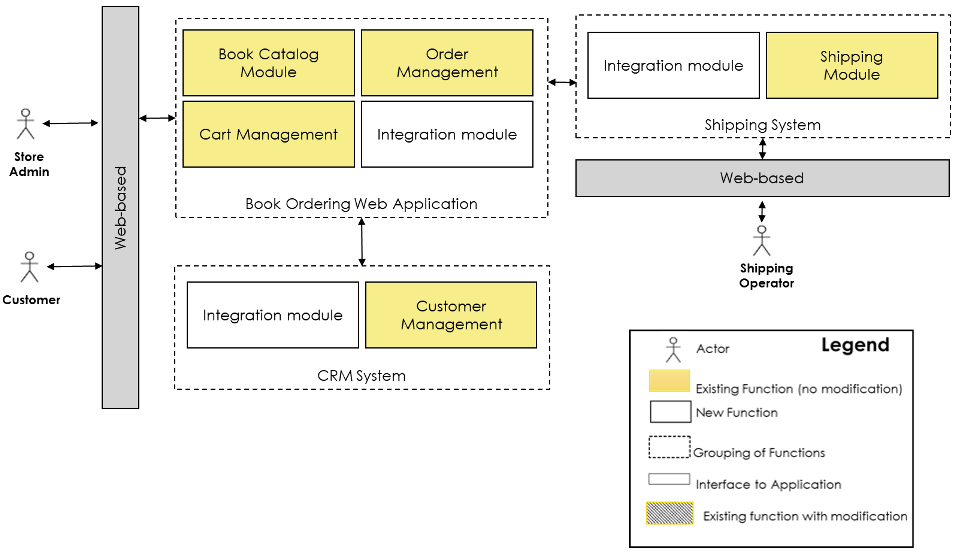 Book Catalog
Module
Order
Management
Cart Management
Integration module
Book Ordering Web Application
Integration module
Shipping
Module
Shipping System
Web-based
Shipping
Operator
Store
Admin
Customer
Web-based
Integration module
Customer
Management
CRM System
Legend
Actor
Existing Function (no modification)
New Function
Grouping of Functions
Interface to Application
Existing function with modification